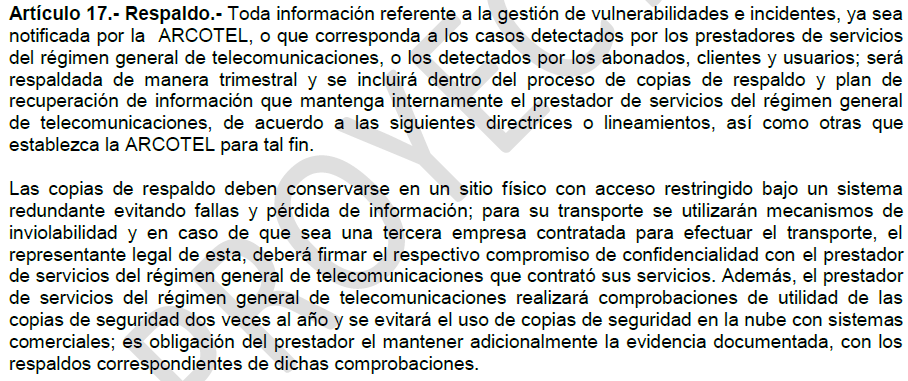 Artículo 17.- Respaldo.- Toda información referente a la gestión de vulnerabilidades e incidentes, ya sea
notificada por la ARCOTEL, o que corresponda a los casos detectados por los prestadores de servicios
del régimen general de telecomunicaciones, o los detectados por los abonados, clientes y usuarios; será
respaldada de manera trimestral y se incluirá dentro del proceso de copias de respaldo y plan de
recuperación de información que mantenga internamente el prestador de servicios del régimen general
de telecomunicaciones, de acuerdo a las siguientes directrices o lineamientos, así como otras que
establezca la ARCOTEL para tal fin.
Las copias de respaldo deben conservarse en un sitio físico con acceso restringido bajo un sistema
redundante evitando fallas y pérdida de información; para su transporte se utilizarán mecanismos de
inviolabilidad y en caso de que sea una tercera empresa contratada para efectuar el transporte, el
representante legal de esta, deberá firmar el respectivo compromiso de confidencialidad con el prestador
de servicios del régimen general de telecomunicaciones que contrató sus servicios. Además, el prestador
de servicios del régimen general de telecomunicaciones realizará comprobaciones de utilidad de las
copias de seguridad dos veces al año y se evitará el uso de copias de seguridad en la nube con sistemas
comerciales; es obligación del prestador el mantener adicionalmente la evidencia documentada, con los
respaldos correspondientes de dichas comprobaciones.
PROYECT